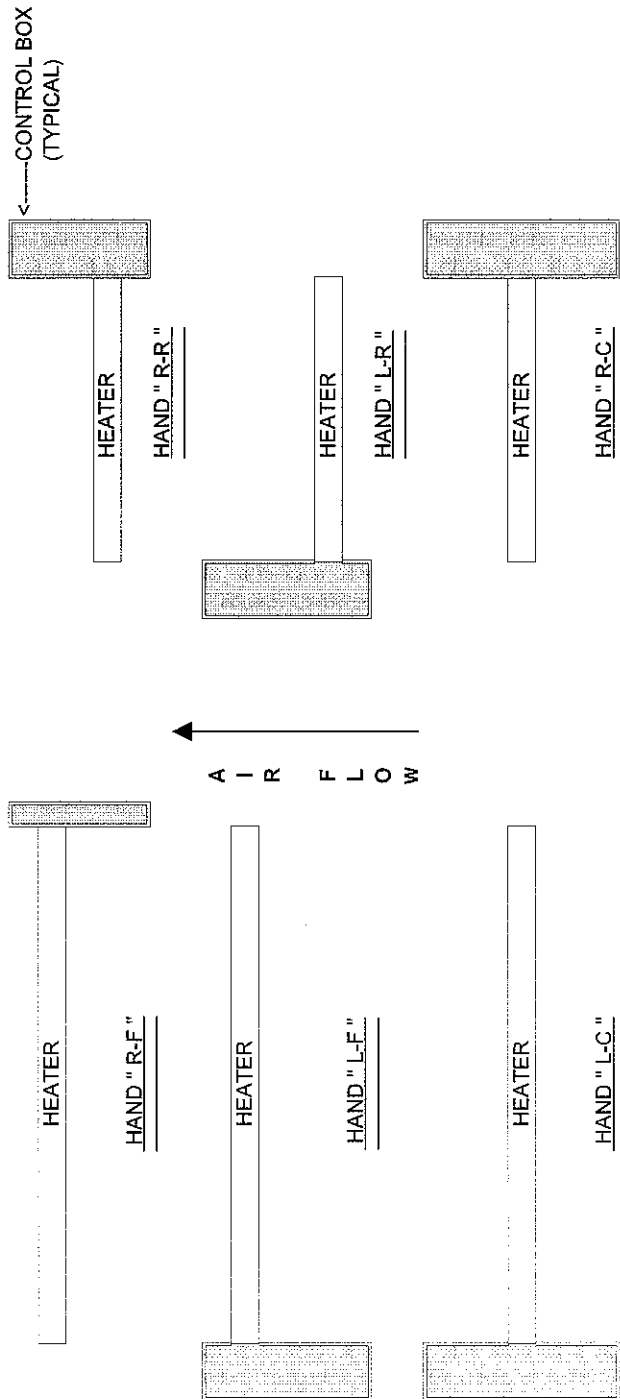 <-----CONTROL BOX
(TYPICAL)
HEATER
HAND " R-F "
HEATER
HAND " R-R "
AIR FLOW
HEATER
HAND " L-F "
HEATER
HAND " L-R "
HEATER
HAND " L-C "
HEATER
HAND " R-C "